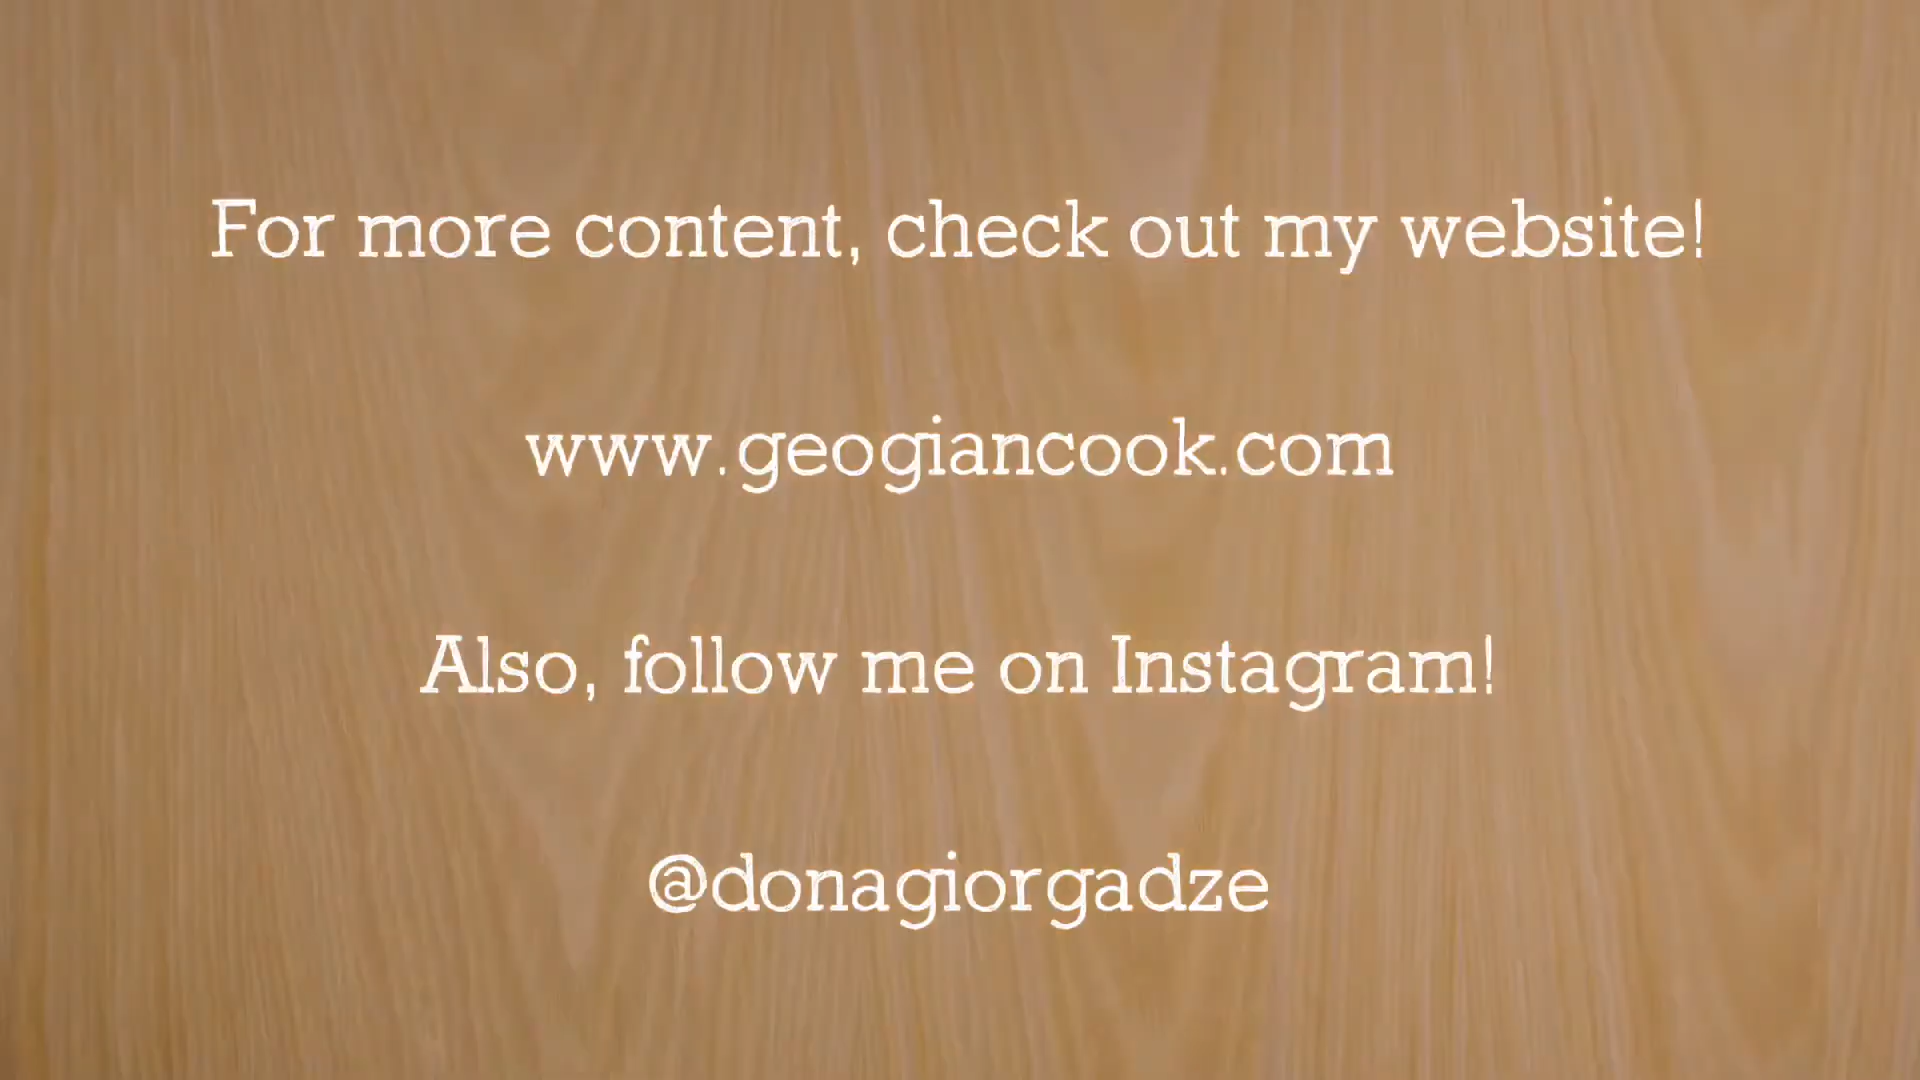 For more content, check out my website!
www.geogiancook.com
Also, follow me on Instagram!
@donagiorgadze